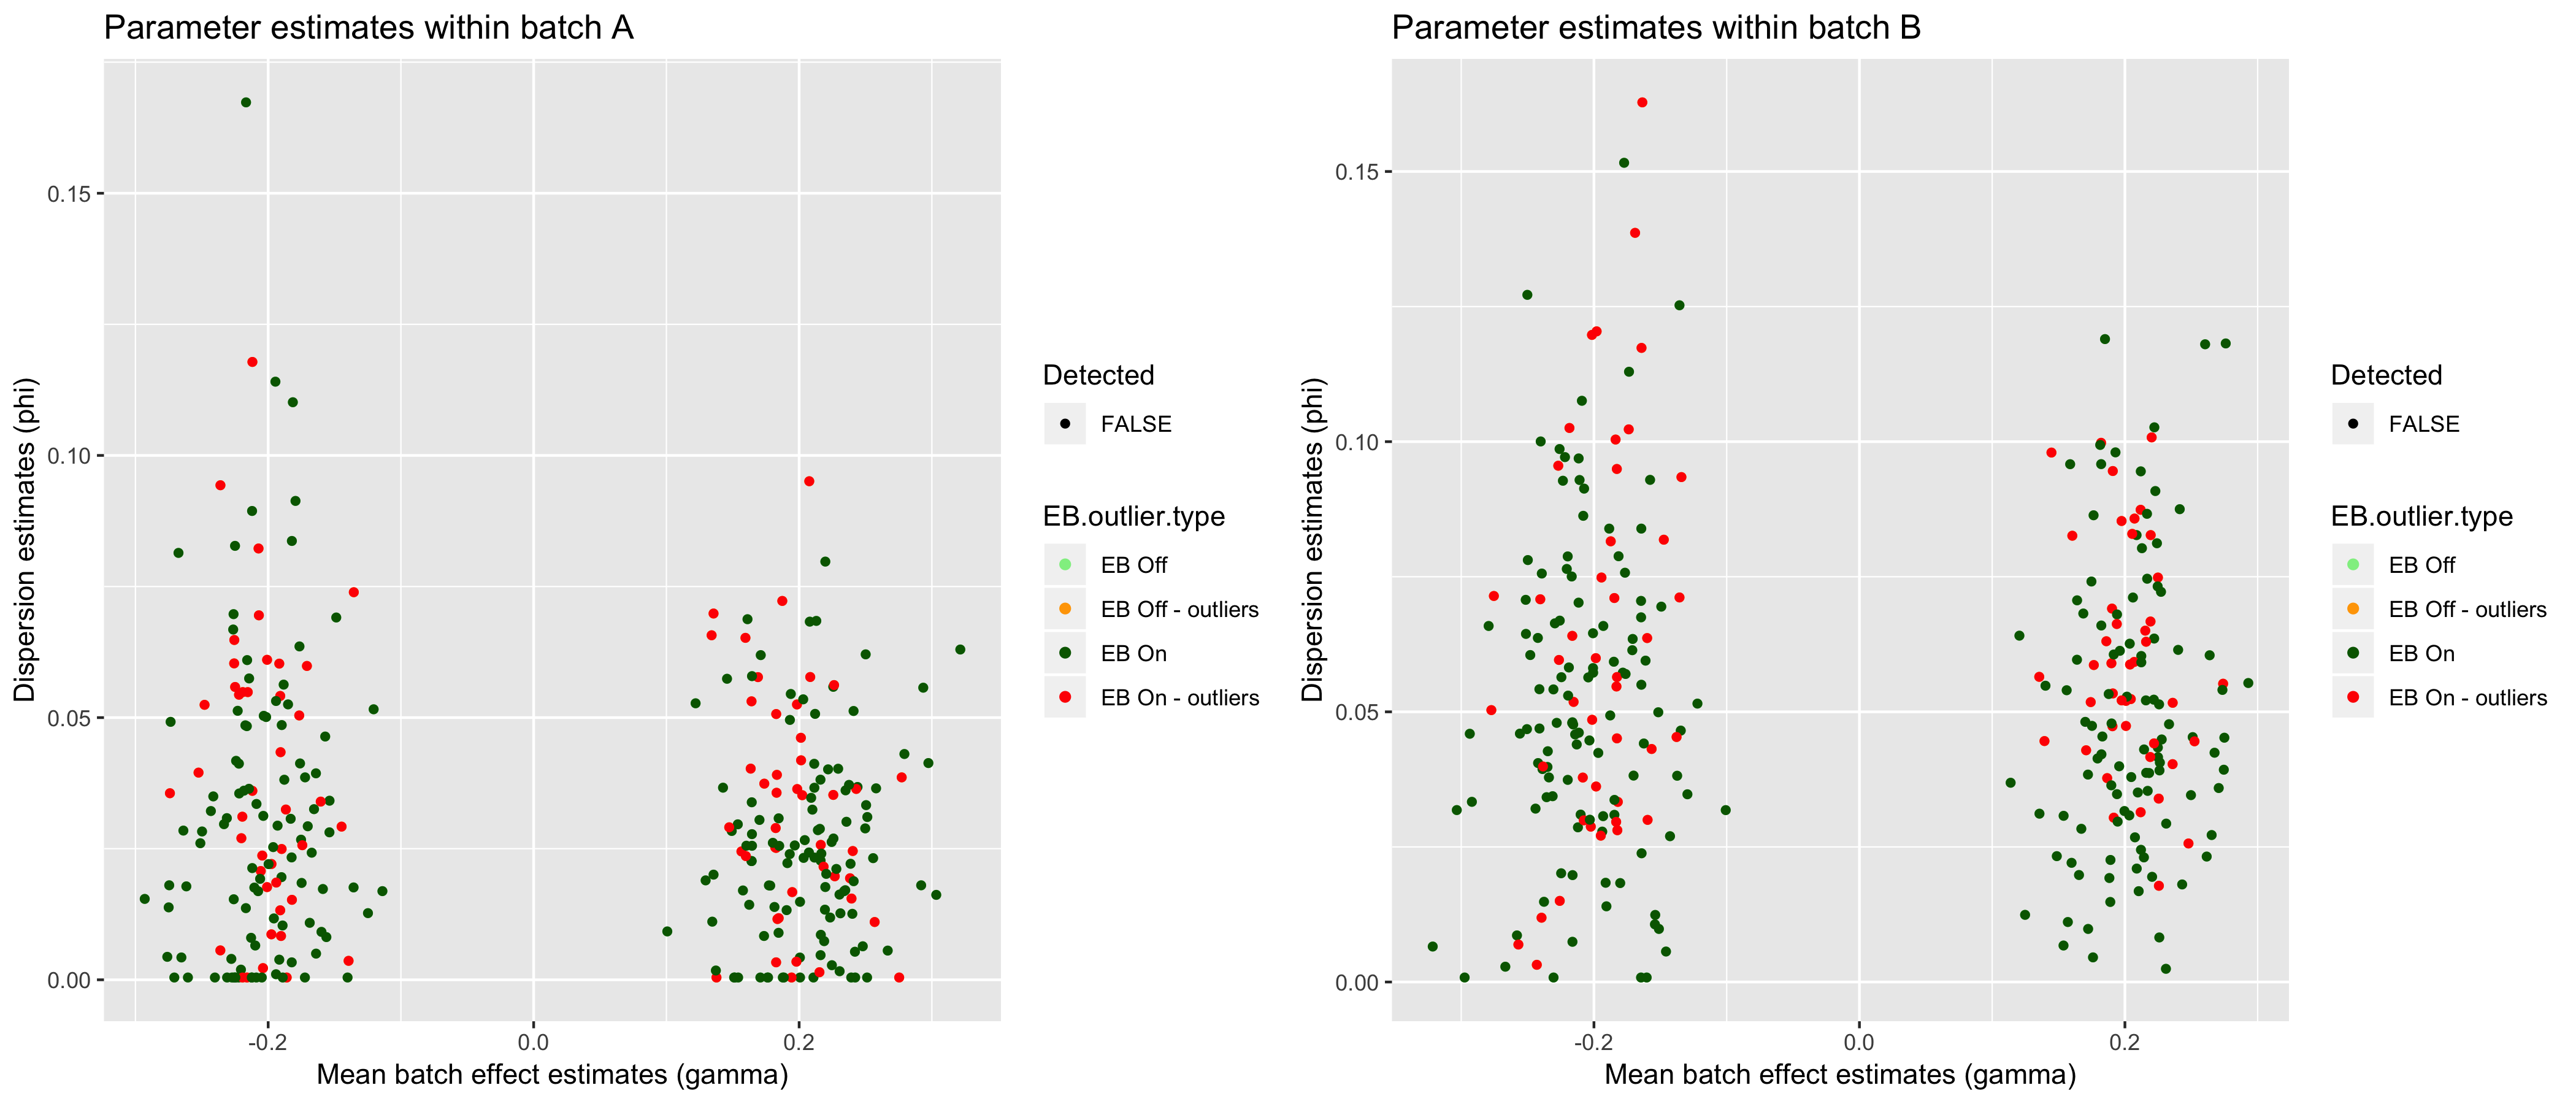 Parameter estimates within batch A
Dispersion estimates (phi)
0.15
0.10
0.05
0.00
-0.2
0.0
0.2
Mean batch effect estimates (gamma)
Detected
FALSE
EB.outlier.type
EB Off
EB Off - outliers
EB On
EB On - outliers
Parameter estimates within batch B
Dispersion estimates (phi)
0.15
0.10
0.05
0.00
-0.2
0.0
0.2
Mean batch effect estimates (gamma)
Detected
FALSE
EB.outlier.type
EB Off
EB Off - outliers
EB On
EB On - outliers